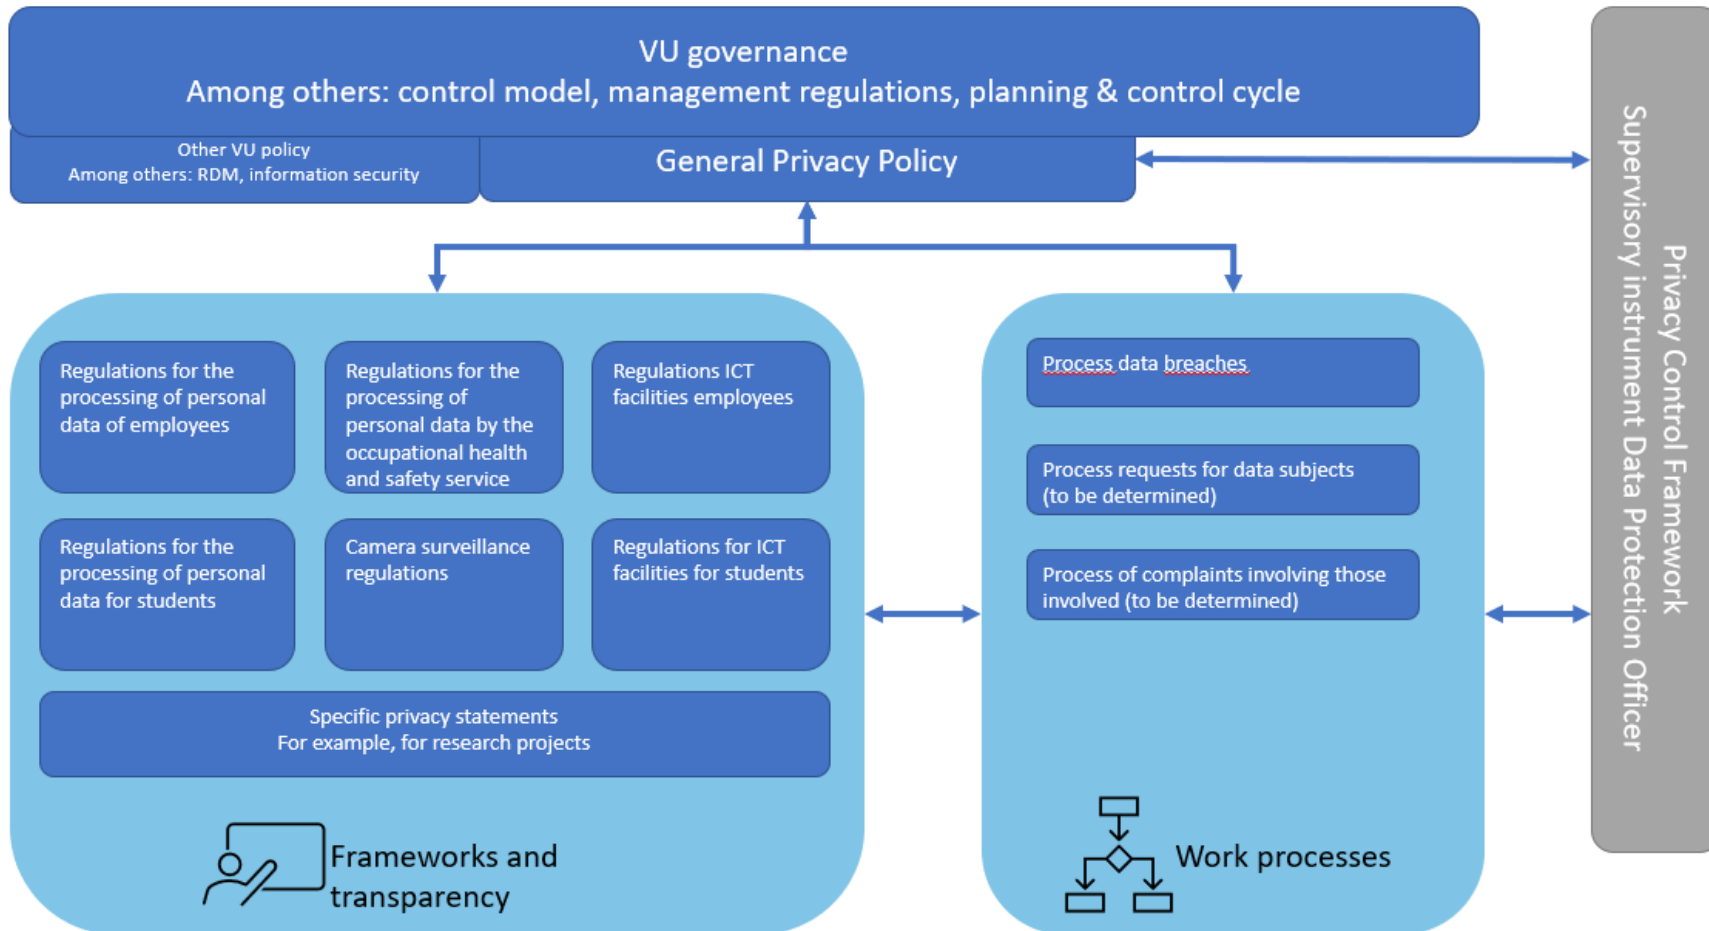 VU governance
Among others: control model, management regulations, planning & control cycle
Other VU policy
Among others: RDM, information security
General Privacy Policy
Regulations for the
processing of personal
data of employees
Regulations for the
processing of
personal data by the
occupational health
and safety service
Regulations ICT
facilities employees
Regulations for the
processing of personal
data for students
Camera surveillance
regulations
Regulations for ICT
facilities for students
Specific privacy statements
For example, for research projects
Frameworks and
transparency
Process data breaches
Process requests for data subjects
(to be determined)
Process of complaints involving those
involved (to be determined)
Work processes
Privacy Control Framework
Supervisory instrument Data Protection Officer